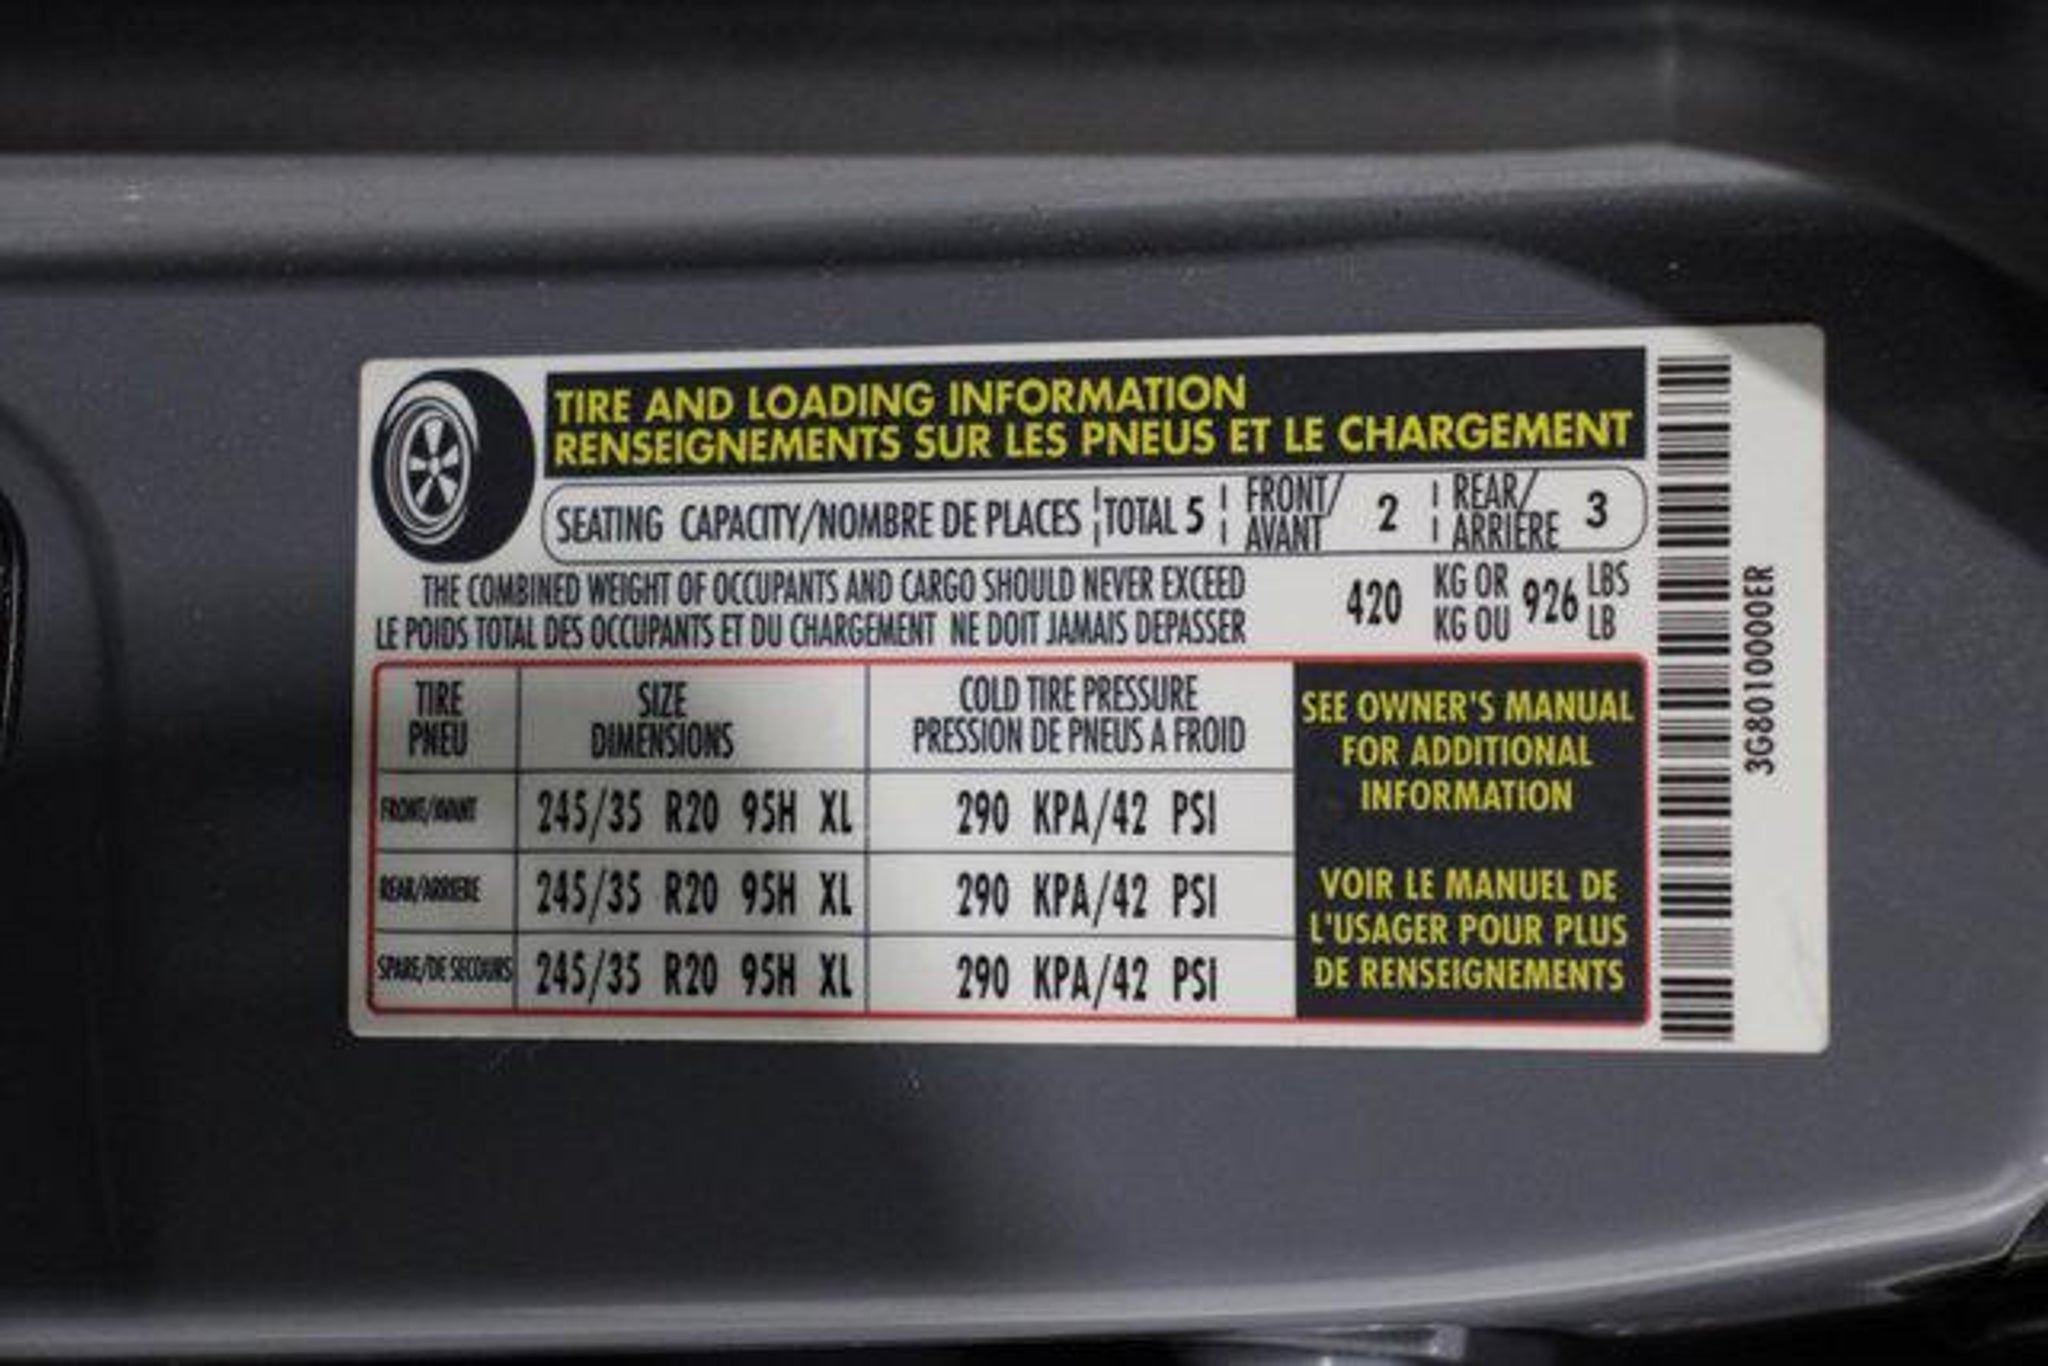 TIRE AND LOADING INFORMATION
RENSEIGNEMENTS SUR LES PNEUS ET LE CHARGEMENT
SEATING CAPACITY/NOMBRE DE PLACES TOTAL 5 FRONT/AVANT 2 REAR/ARRIERE 3
THE COMBINED WEIGHT OF OCCUPANTS AND CARGO SHOULD NEVER EXCEED 420 KG OR 926 LBS
LE POIDS TOTAL DES OCCUPANTS ET DU CHARGEMENT NE DOIT JAMAIS DEPASSER KG OU LB
TIRE SIZE COLD TIRE PRESSURE
PNEU DIMENSIONS PRESSION DE PNEUS A FROID
FRONT/AVANT 245/35 R20 95H XL 290 KPA/42 PSI
REAR/ARRIERE 245/35 R20 95H XL 290 KPA/42 PSI
SPARE/DE SECOURS 245/35 R20 95H XL 290 KPA/42 PSI
SEE OWNER'S MANUAL
FOR ADDITIONAL
INFORMATION
VOIR LE MANUEL DE
L'USAGER POUR PLUS
DE RENSEIGNEMENTS
3G8010000ER